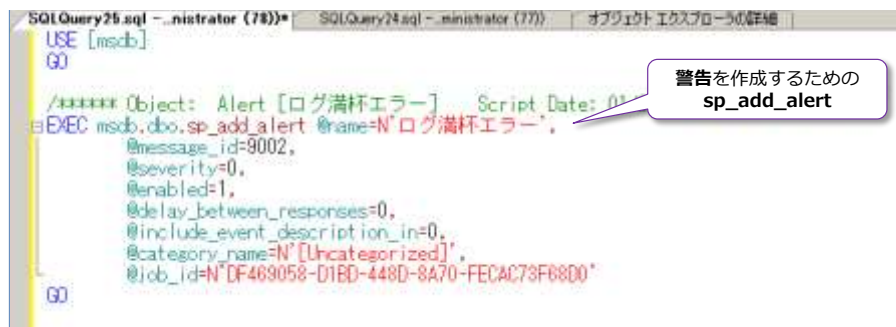 SQLQuery25.sql - ...nistrator (78))* SQLQuery24.sql - ...ministrator (77)) オブジェクト エクスプローラの詳細
USE [msdb]
GO
/****** Object: Alert [ログ満杯エラー] Script Date:
警告を作成するための
sp_add_alert
EXEC msdb.dbo.sp_add_alert @name=N'ログ満杯エラー',
@message_id=9002,
@severity=0,
@enabled=1,
@delay_between_responses=0,
@include_event_description_in=0,
@category_name=N'[Uncategorized]',
@job_id=N'DF469058-D1BD-448D-8A70-FECAC73F68D0'
GO